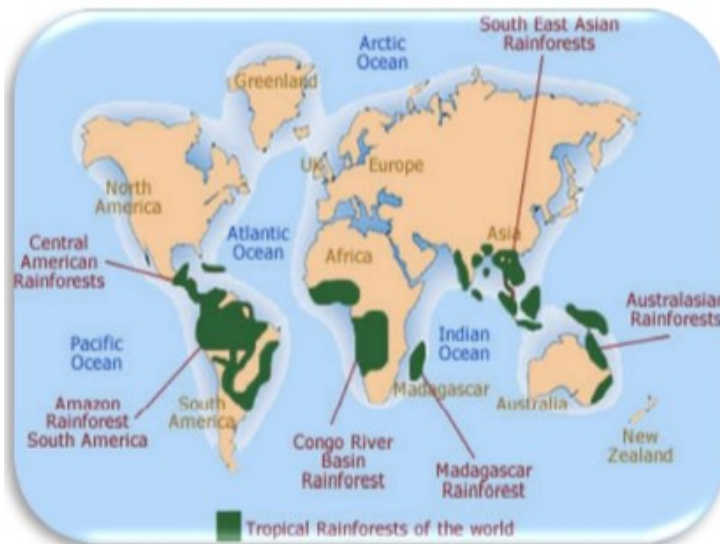 South East Asian
Rainforests
Arctic
Ocean
Greenland
UK
Europe
North
America
Asia
Central
American
Rainforests
Atlantic
Ocean
Africa
Australasian
Rainforests
Pacific
Ocean
Indian
Ocean
Madagascar
Australia
Amazon
Rainforest
South America
South
America
Congo River
Basin
Rainforest
Madagascar
Rainforest
New
Zealand
Tropical Rainforests of the world